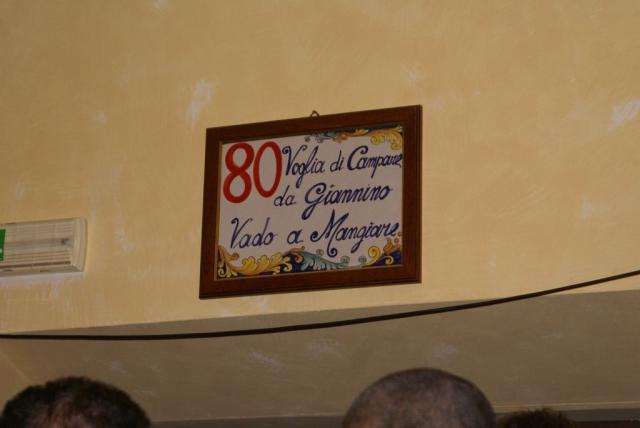 80 Voglia di Campare
da Giannino
Vado a Mangiare